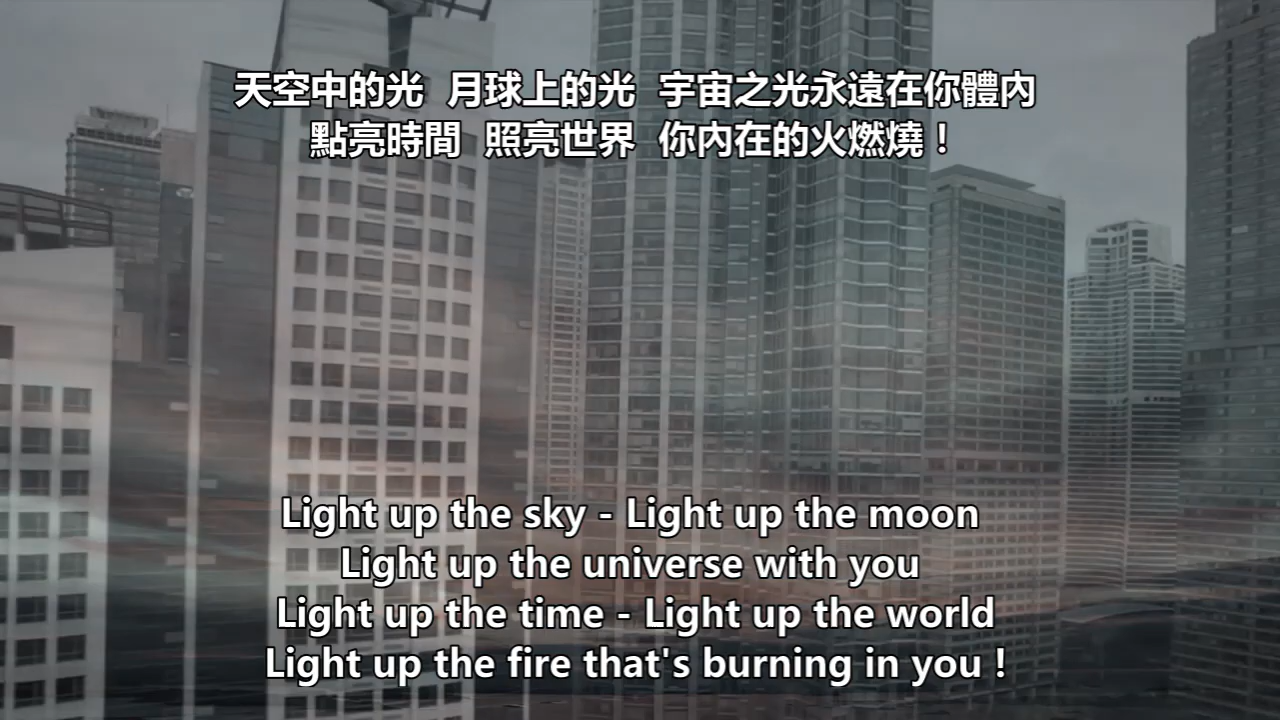 天空中的光 月球上的光 宇宙之光永遠在你體內
點亮時間 照亮世界 你內在的火燃燒！
Light up the sky - Light up the moon
Light up the universe with you
Light up the time - Light up the world
Light up the fire that's burning in you !